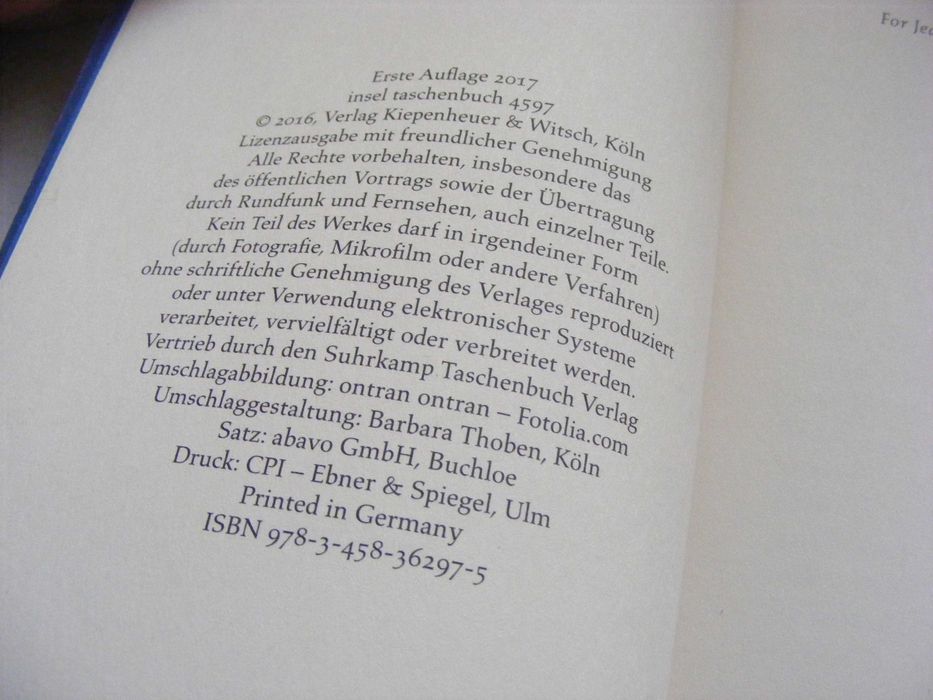 Erste Auflage 2017
insel taschenbuch 4597
© 2016, Verlag Kiepenheuer & Witsch, Köln
Lizenzausgabe mit freundlicher Genehmigung
Alle Rechte vorbehalten, insbesondere das
des öffentlichen Vortrags sowie der Übertragung
durch Rundfunk und Fernsehen, auch einzelner Teile.
Kein Teil des Werkes darf in irgendeiner Form
(durch Fotografie, Mikrofilm oder andere Verfahren)
ohne schriftliche Genehmigung des Verlages reproduziert
oder unter Verwendung elektronischer Systeme
verarbeitet, vervielfältigt oder verbreitet werden.
Vertrieb durch den Suhrkamp Taschenbuch Verlag
Umschlagabbildung: ontran ontran – Fotolia.com
Umschlaggestaltung: Barbara Thoben, Köln
Satz: abavo GmbH, Buchloe
Druck: CPI – Ebner & Spiegel, Ulm
Printed in Germany
ISBN 978-3-458-36297-5
For